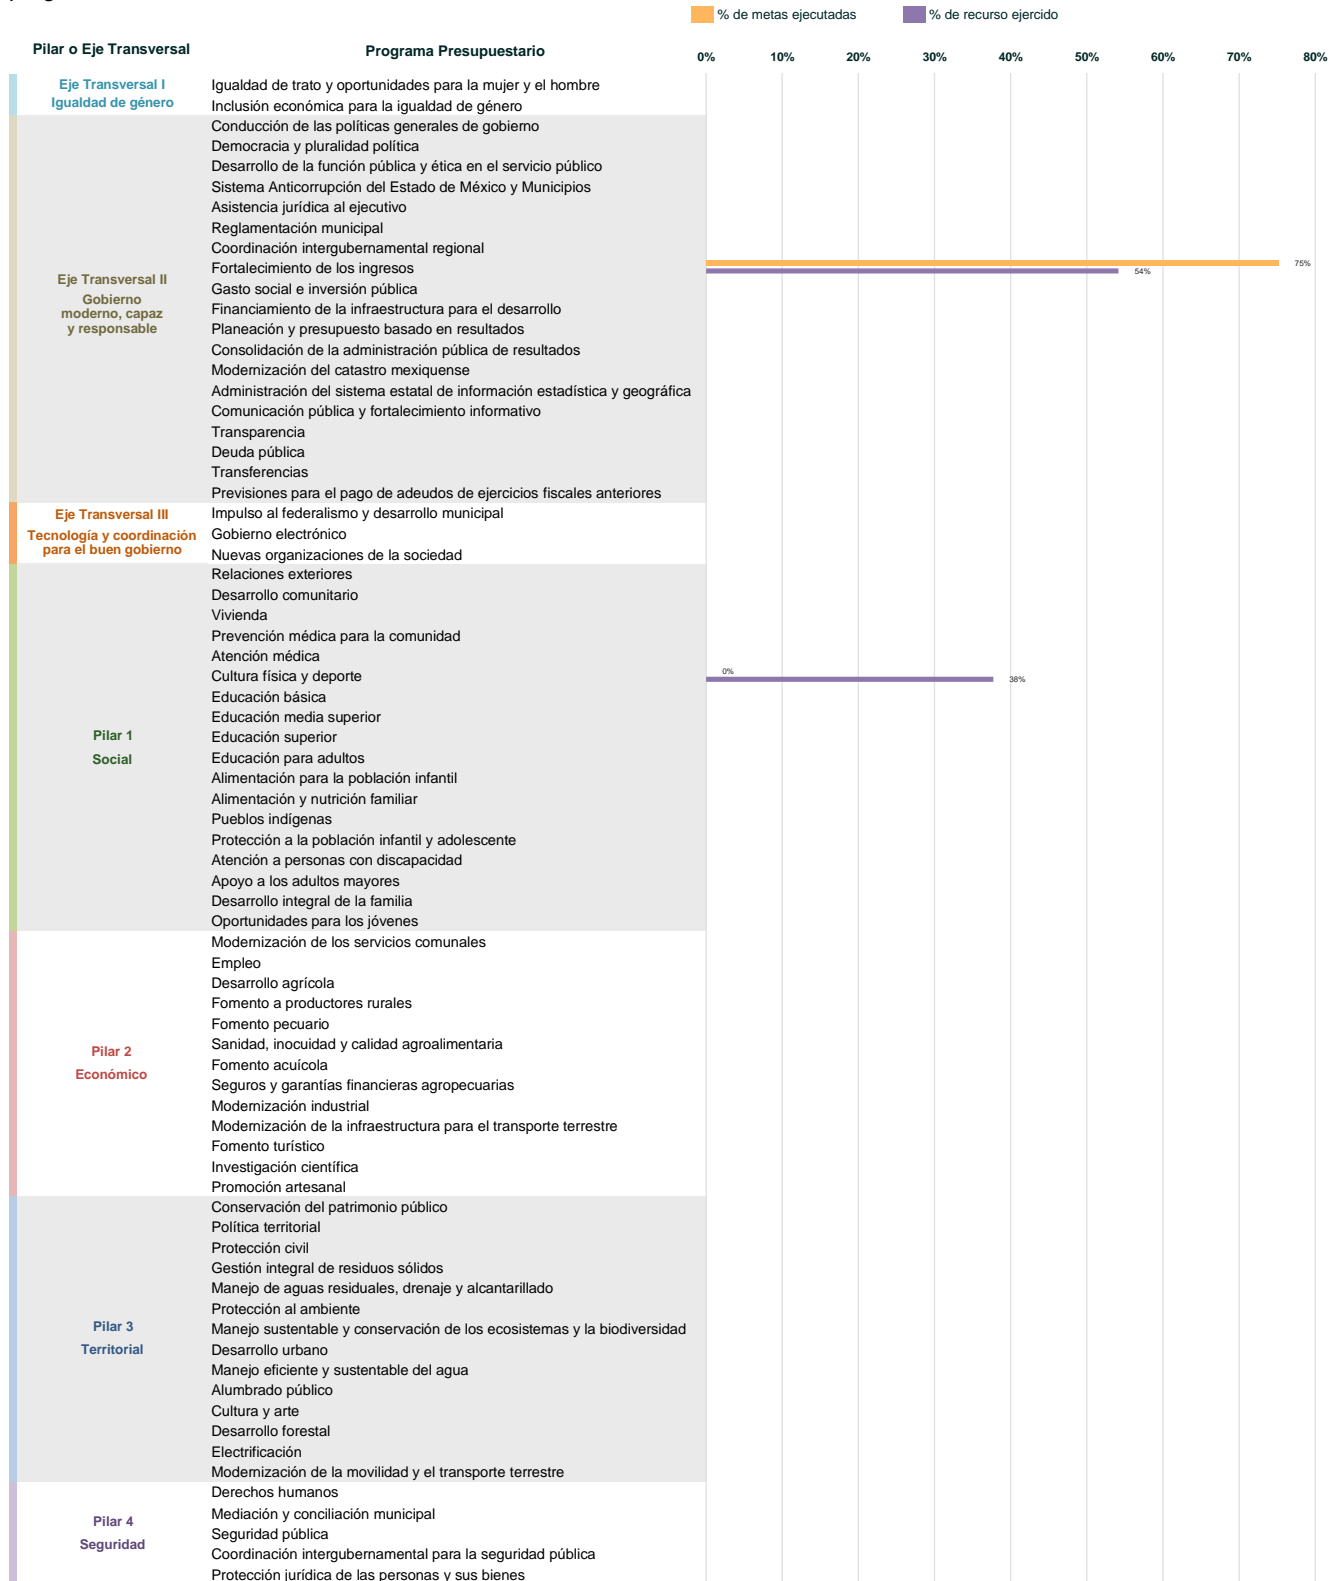 % de metas ejecutadas % de recurso ejercido
Pilar o Eje Transversal Programa Presupuestario 0% 10% 20% 30% 40% 50% 60% 70% 80%
Eje Transversal I
Igualdad de género
Igualdad de trato y oportunidades para la mujer y el hombre
Inclusión económica para la igualdad de género
Eje Transversal II
Gobierno
moderno, capaz
y responsable
Conducción de las políticas generales de gobierno
Democracia y pluralidad política
Desarrollo de la función pública y ética en el servicio público
Sistema Anticorrupción del Estado de México y Municipios
Asistencia jurídica al ejecutivo
Reglamentación municipal
Coordinación intergubernamental regional
Fortalecimiento de los ingresos
75%
54%
Gasto social e inversión pública
Financiamiento de la infraestructura para el desarrollo
Planeación y presupuesto basado en resultados
Consolidación de la administración pública de resultados
Modernización del catastro mexiquense
Administración del sistema estatal de información estadística y geográfica
Comunicación pública y fortalecimiento informativo
Transparencia
Deuda pública
Transferencias
Previsiones para el pago de adeudos de ejercicios fiscales anteriores
Eje Transversal III
Tecnología y coordinación
para el buen gobierno
Impulso al federalismo y desarrollo municipal
Gobierno electrónico
Nuevas organizaciones de la sociedad
Pilar 1
Social
Relaciones exteriores
Desarrollo comunitario
Vivienda
Prevención médica para la comunidad
Atención médica
Cultura física y deporte
0%
38%
Educación básica
Educación media superior
Educación superior
Educación para adultos
Alimentación para la población infantil
Alimentación y nutrición familiar
Pueblos indígenas
Protección a la población infantil y adolescente
Atención a personas con discapacidad
Apoyo a los adultos mayores
Desarrollo integral de la familia
Oportunidades para los jóvenes
Pilar 2
Económico
Modernización de los servicios comunales
Empleo
Desarrollo agrícola
Fomento a productores rurales
Fomento pecuario
Sanidad, inocuidad y calidad agroalimentaria
Fomento acuícola
Seguros y garantías financieras agropecuarias
Modernización industrial
Modernización de la infraestructura para el transporte terrestre
Fomento turístico
Investigación científica
Promoción artesanal
Pilar 3
Territorial
Conservación del patrimonio público
Política territorial
Protección civil
Gestión integral de residuos sólidos
Manejo de aguas residuales, drenaje y alcantarillado
Protección al ambiente
Manejo sustentable y conservación de los ecosistemas y la biodiversidad
Desarrollo urbano
Manejo eficiente y sustentable del agua
Alumbrado público
Cultura y arte
Desarrollo forestal
Electrificación
Modernización de la movilidad y el transporte terrestre
Pilar 4
Seguridad
Derechos humanos
Mediación y conciliación municipal
Seguridad pública
Coordinación intergubernamental para la seguridad pública
Protección jurídica de las personas y sus bienes